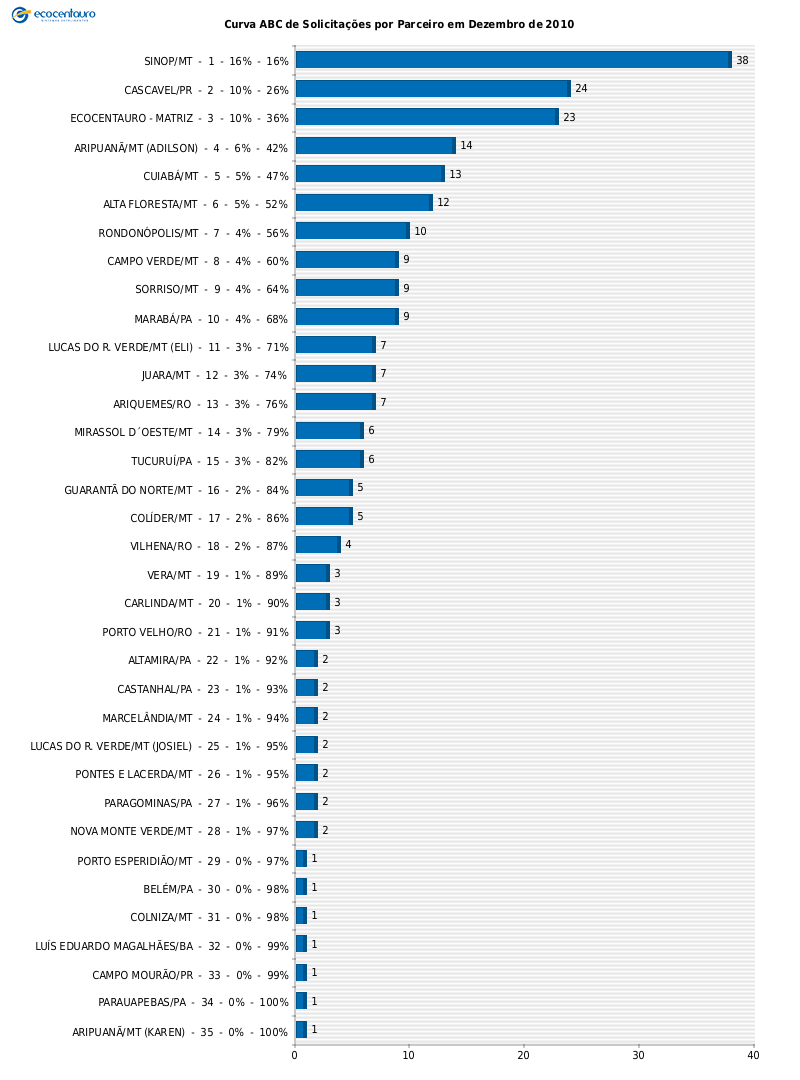 ecocentauro
Curva ABC de Solicitações por Parceiro em Dezembro de 2010
SINOP/MT - 1 - 16% - 16% 38
CASCAVEL/PR - 2 - 10% - 26% 24
ECOCENTAURO - MATRIZ - 3 - 10% - 36% 23
ARIPUANÃ/MT (ADILSON) - 4 - 6% - 42% 14
CUIABÁ/MT - 5 - 5% - 47% 13
ALTA FLORESTA/MT - 6 - 5% - 52% 12
RONDONÓPOLIS/MT - 7 - 4% - 56% 10
CAMPO VERDE/MT - 8 - 4% - 60% 9
SORRISO/MT - 9 - 4% - 64% 9
MARABÁ/PA - 10 - 4% - 68% 9
LUCAS DO R. VERDE/MT (ELI) - 11 - 3% - 71% 7
JUARA/MT - 12 - 3% - 74% 7
ARIQUEMES/RO - 13 - 3% - 76% 7
MIRASSOL D´OESTE/MT - 14 - 3% - 79% 6
TUCURUÍ/PA - 15 - 3% - 82% 6
GUARANTÃ DO NORTE/MT - 16 - 2% - 84% 5
COLÍDER/MT - 17 - 2% - 86% 5
VILHENA/RO - 18 - 2% - 87% 4
VERA/MT - 19 - 1% - 89% 3
CARLINDA/MT - 20 - 1% - 90% 3
PORTO VELHO/RO - 21 - 1% - 91% 3
ALTAMIRA/PA - 22 - 1% - 92% 2
CASTANHAL/PA - 23 - 1% - 93% 2
MARCELÂNDIA/MT - 24 - 1% - 94% 2
LUCAS DO R. VERDE/MT (JOSIEL) - 25 - 1% - 95% 2
PONTES E LACERDA/MT - 26 - 1% - 95% 2
PARAGOMINAS/PA - 27 - 1% - 96% 2
NOVA MONTE VERDE/MT - 28 - 1% - 97% 2
PORTO ESPERIDIÃO/MT - 29 - 0% - 97% 1
BELÉM/PA - 30 - 0% - 98% 1
COLNIZA/MT - 31 - 0% - 98% 1
LUÍS EDUARDO MAGALHÃES/BA - 32 - 0% - 99% 1
CAMPO MOURÃO/PR - 33 - 0% - 99% 1
PARAUAPEBAS/PA - 34 - 0% - 100% 1
ARIPUANÃ/MT (KAREN) - 35 - 0% - 100% 1
0 10 20 30 40